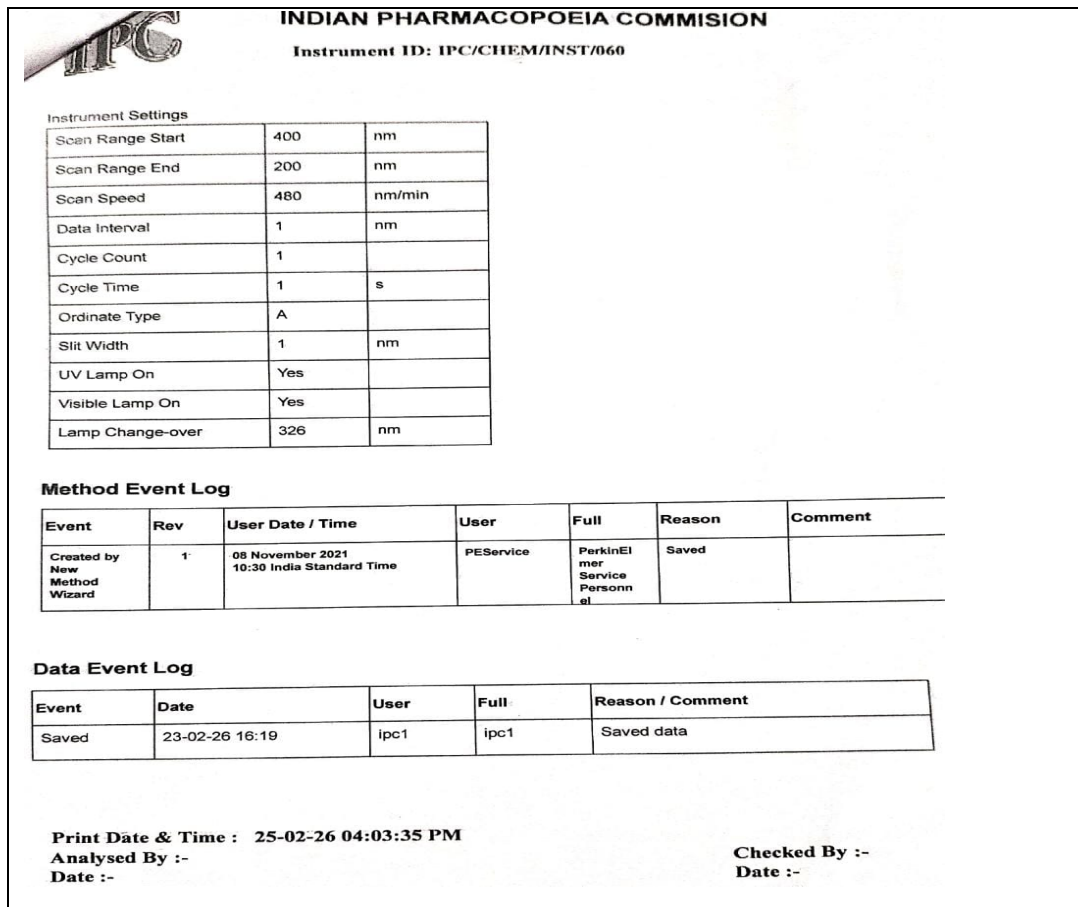 IPC
INDIAN PHARMACOPOEIA COMMISION
Instrument ID: IPC/CHEM/INST/060
Instrument Settings
Scan Range Start 400 nm
Scan Range End 200 nm
Scan Speed 480 nm/min
Data Interval 1 nm
Cycle Count 1
Cycle Time 1 s
Ordinate Type A
Slit Width 1 nm
UV Lamp On Yes
Visible Lamp On Yes
Lamp Change-over 326 nm
Method Event Log
Event Rev User Date / Time User Full Reason Comment
Created by 1 08 November 2021 PEService PerkinEl Saved
New 10:30 India Standard Time mer
Method Service
Wizard Personn
el
Data Event Log
Event Date User Full Reason / Comment
Saved 23-02-26 16:19 ipc1 ipc1 Saved data
Print Date & Time : 25-02-26 04:03:35 PM
Analysed By :- Checked By :-
Date :- Date :-